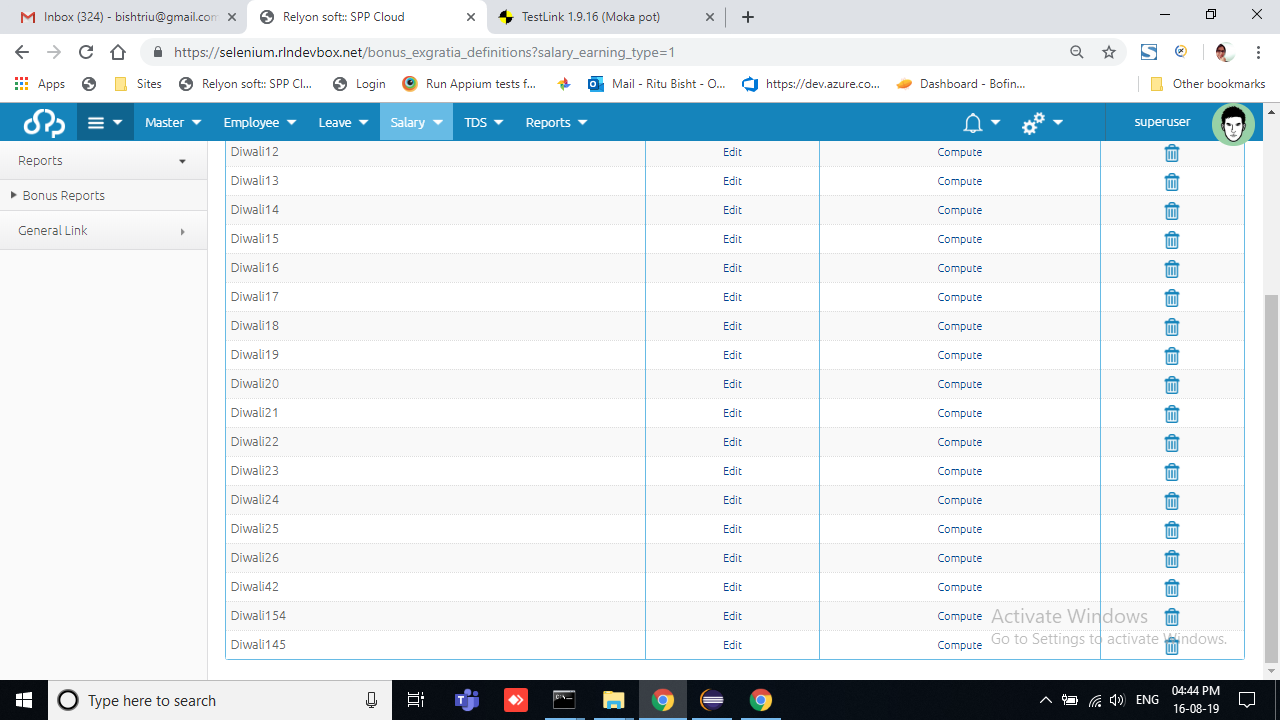 Inbox (324) - bishtriu@gmail.com
Relyon soft:: SPP Cloud
TestLink 1.9.16 (Moka pot)
https://selenium.rlhdevbox.net/bonus_exgratia_definitions?salary_earning_type=1
Apps
Sites
Relyon soft:: SPP Cl...
Login
Run Appium tests f...
Mail - Ritu Bisht - O...
https://dev.azure.co...
Dashboard - Bofin...
Other bookmarks
Master
Employee
Leave
Salary
TDS
Reports
superuser
Reports
Bonus Reports
General Link
Diwali12 Edit Compute
Diwali13 Edit Compute
Diwali14 Edit Compute
Diwali15 Edit Compute
Diwali16 Edit Compute
Diwali17 Edit Compute
Diwali18 Edit Compute
Diwali19 Edit Compute
Diwali20 Edit Compute
Diwali21 Edit Compute
Diwali22 Edit Compute
Diwali23 Edit Compute
Diwali24 Edit Compute
Diwali25 Edit Compute
Diwali26 Edit Compute
Diwali42 Edit Compute
Diwali154 Edit Compute
Diwali145 Edit Compute
Activate Windows
Go to Settings to activate Windows.
Type here to search
ENG
04:44 PM
16-08-19